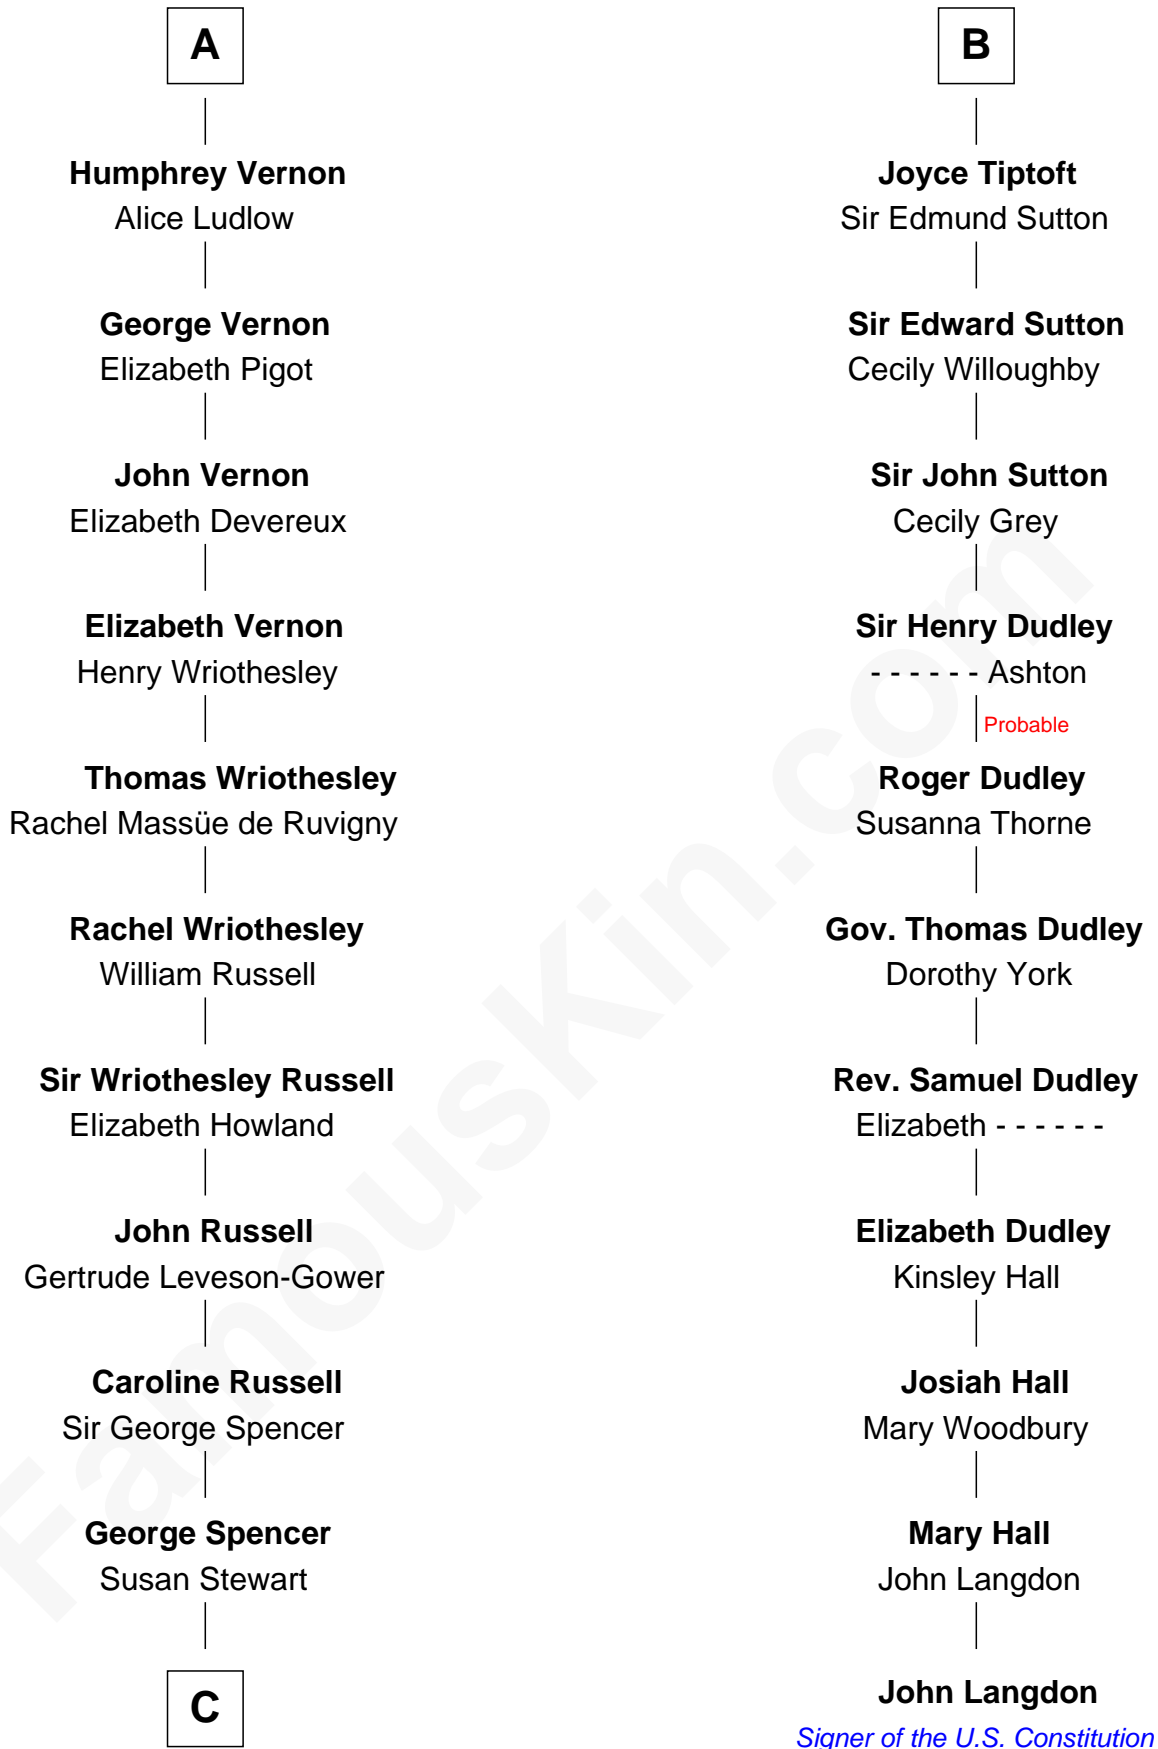 A
Humphrey Vernon
Alice Ludlow
George Vernon
Elizabeth Pigot
John Vernon
Elizabeth Devereux
Elizabeth Vernon
Henry Wriothesley
Thomas Wriothesley
Rachel Massüe de Ruvigny
Rachel Wriothesley
William Russell
Sir Wriothesley Russell
Elizabeth Howland
John Russell
Gertrude Leveson-Gower
Caroline Russell
Sir George Spencer
George Spencer
Susan Stewart
C
B
Joyce Tiptoft
Sir Edmund Sutton
Sir Edward Sutton
Cecily Willoughby
Sir John Sutton
Cecily Grey
Sir Henry Dudley
- - - - - - Ashton
Probable
Roger Dudley
Susanna Thorne
Gov. Thomas Dudley
Dorothy York
Rev. Samuel Dudley
Elizabeth - - - - - -
Elizabeth Dudley
Kinsley Hall
Josiah Hall
Mary Woodbury
Mary Hall
John Langdon
John Langdon
Signer of the U.S. Constitution
FamousKin.com